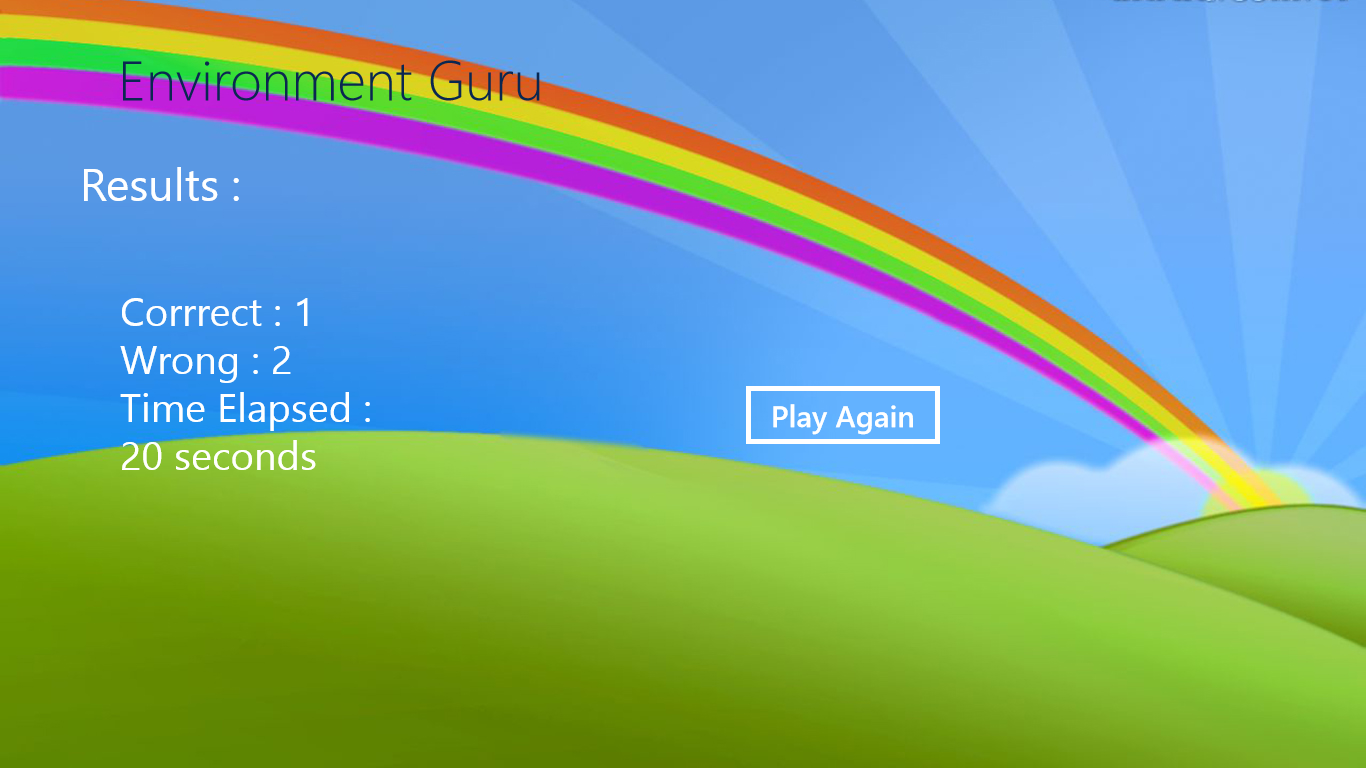 Environment Guru
Results :
Corrrect : 1
Wrong : 2
Time Elapsed :
20 seconds
Play Again